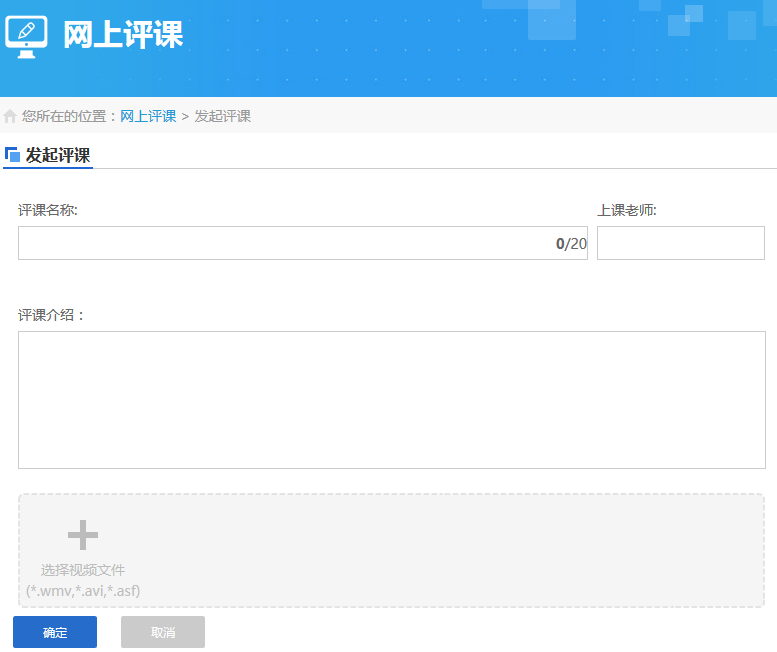 网上评课
您所在的位置：网上评课 > 发起评课
发起评课
评课名称: 上课老师:
0/20
评课介绍：
选择视频文件
(*.wmv,*.avi,*.asf)
确定 取消